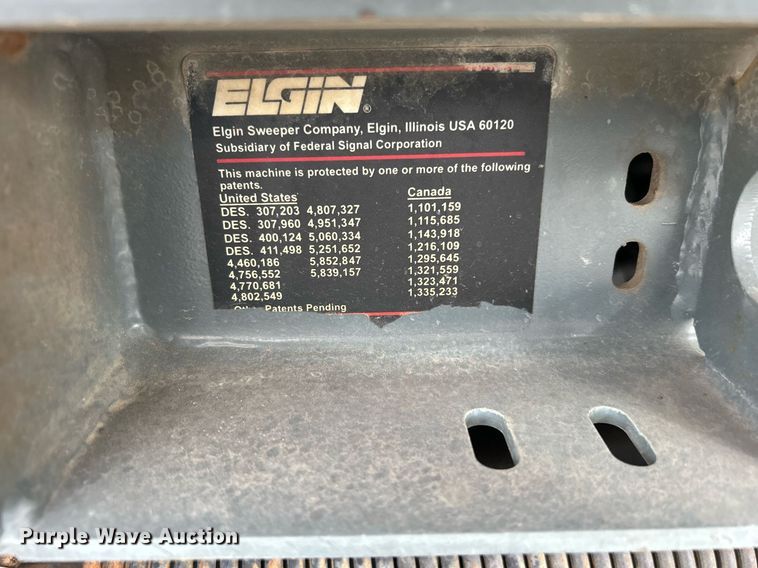 ELGIN®
Elgin Sweeper Company, Elgin, Illinois USA 60120
Subsidiary of Federal Signal Corporation
This machine is protected by one or more of the following
patents.
United States Canada
DES. 307,203 4,807,327 1,101,159
DES. 307,960 4,951,347 1,115,685
DES. 400,124 5,060,334 1,143,918
DES. 411,498 5,251,652 1,216,109
4,460,186 5,852,847 1,295,645
4,756,552 5,839,157 1,321,559
4,770,681 1,323,471
4,802,549 1,335,233
Other Patents Pending
Purple Wave Auction